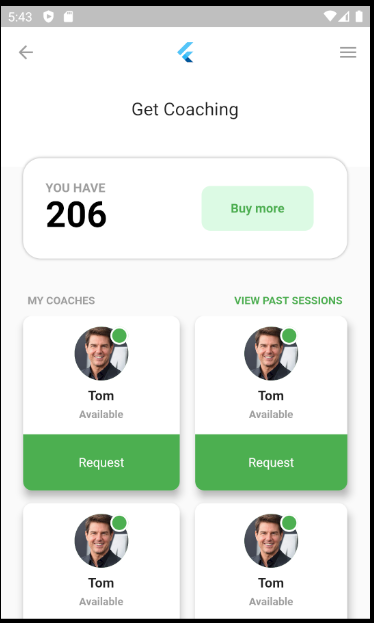 5:43
Get Coaching
YOU HAVE
206
Buy more
MY COACHES
VIEW PAST SESSIONS
Tom
Available
Request
Tom
Available
Request
Tom
Available
Tom
Available